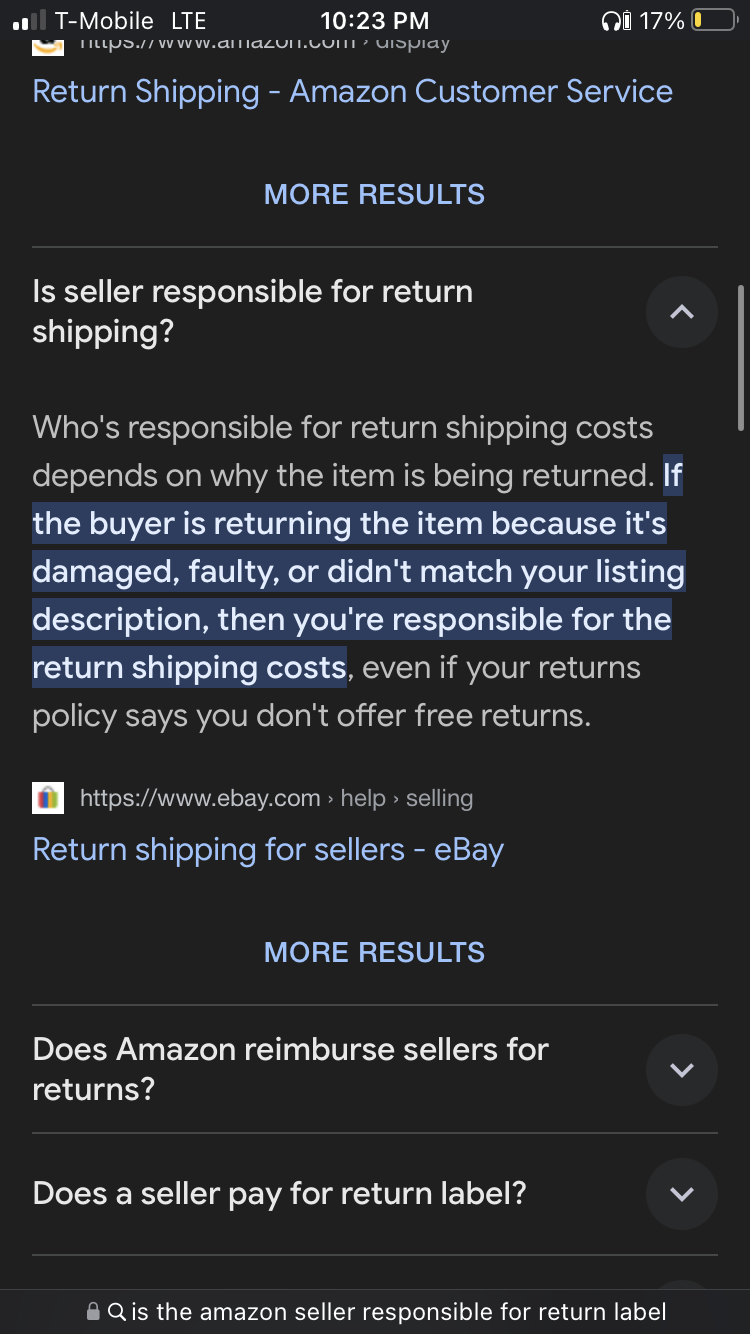 T-Mobile LTE 10:23 PM 17%
https://www.amazon.com › display
Return Shipping - Amazon Customer Service
MORE RESULTS
Is seller responsible for return
shipping?
Who's responsible for return shipping costs
depends on why the item is being returned. If
the buyer is returning the item because it's
damaged, faulty, or didn't match your listing
description, then you're responsible for the
return shipping costs, even if your returns
policy says you don't offer free returns.
https://www.ebay.com › help › selling
Return shipping for sellers - eBay
MORE RESULTS
Does Amazon reimburse sellers for
returns?
Does a seller pay for return label?
is the amazon seller responsible for return label